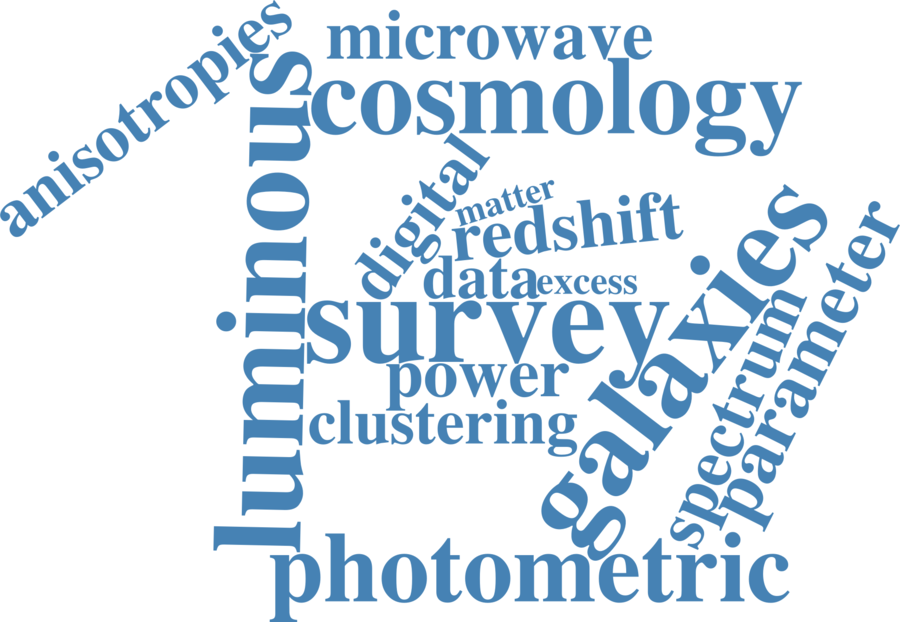 anisotropies
microwave
luminous
cosmology
digital
matter
redshift
data
excess
survey
galaxies
parameter
spectrum
power
clustering
photometric